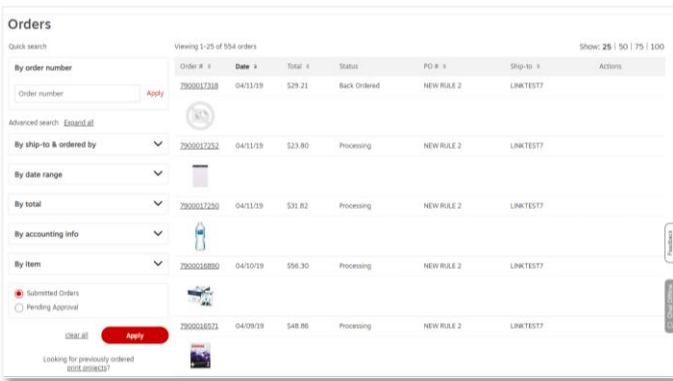 Orders
Quick search
Viewing 1-25 of 554 orders
Show: 25 | 50 | 75 | 100
By order number
Order number
Apply
Advanced search Expand all
By ship-to & ordered by
By date range
By total
By accounting info
By item
Submitted Orders
Pending Approval
clear all
Apply
Looking for previously ordered
print projects?
Order # Date Total Status PO # Ship-to Actions
7900017318 04/11/19 $29.21 Back Ordered NEW RULE 2 LINKTEST7
7900017252 04/11/19 $23.80 Processing NEW RULE 2 LINKTEST7
7900017250 04/11/19 $31.82 Processing NEW RULE 2 LINKTEST7
7900016890 04/10/19 $56.30 Processing NEW RULE 2 LINKTEST7
7900016571 04/09/19 $48.86 Processing NEW RULE 2 LINKTEST7
Feedback
Chat Offline